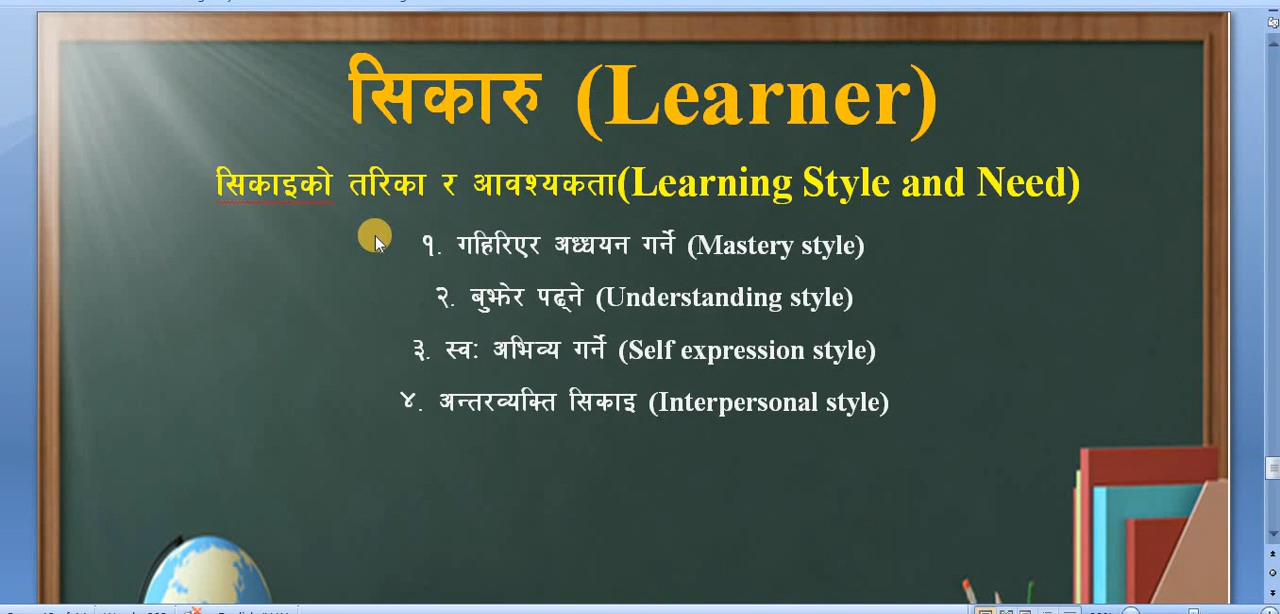 सिकारु (Learner)
सिकाइको तरिका र आवश्यकता(Learning Style and Need)
१. गहिरिएर अध्धयन गर्ने (Mastery style)
२. बुझेर पढ्ने (Understanding style)
३. स्व: अभिव्य गर्ने (Self expression style)
४. अन्तरव्यक्ति सिकाइ (Interpersonal style)